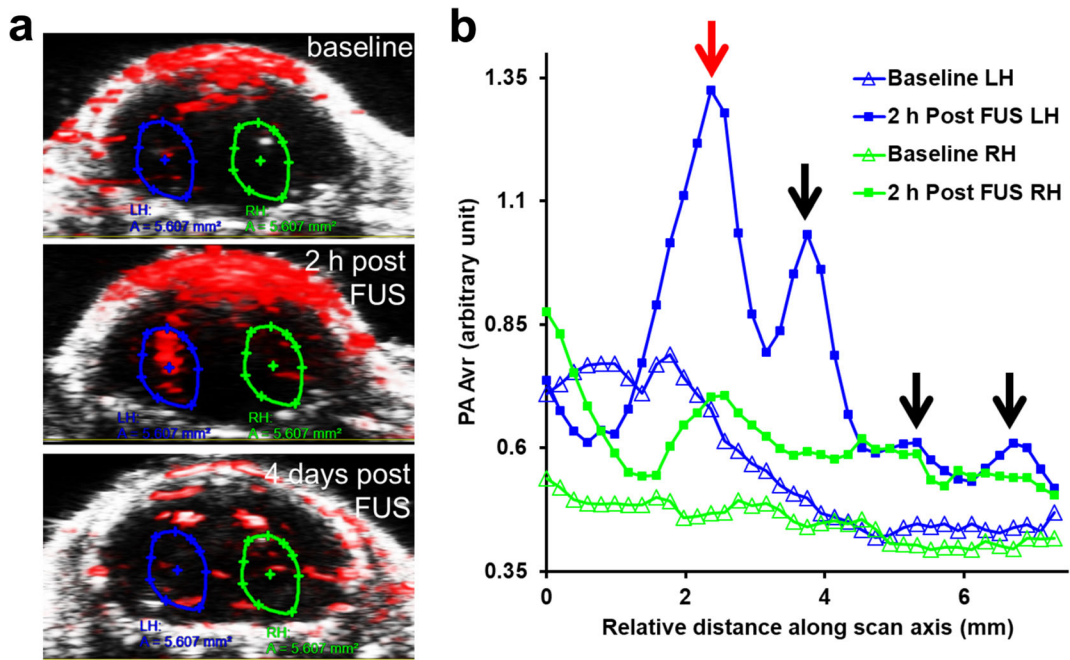 a
baseline
LH:
A = 5.607 mm²
RH:
A = 5.607 mm²
2 h post
FUS
LH:
A = 5.607 mm²
RH:
A = 5.607 mm²
4 days post
FUS
LH:
A = 5.607 mm²
RH:
A = 5.607 mm²
b
PA Avr (arbitrary unit)
1.35
1.1
0.85
0.6
0.35
0
2
4
6
Relative distance along scan axis (mm)
Baseline LH
2 h Post FUS LH
Baseline RH
2 h Post FUS RH